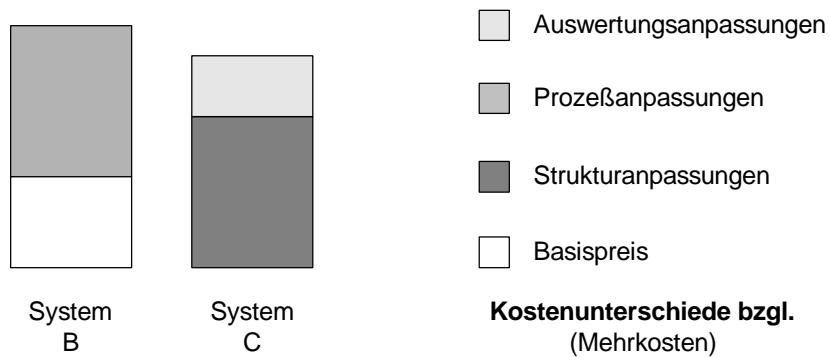 Auswertungsanpassungen
Prozeßanpassungen
Strukturanpassungen
Basispreis
System
B
System
C
Kostenunterschiede bzgl.
(Mehrkosten)